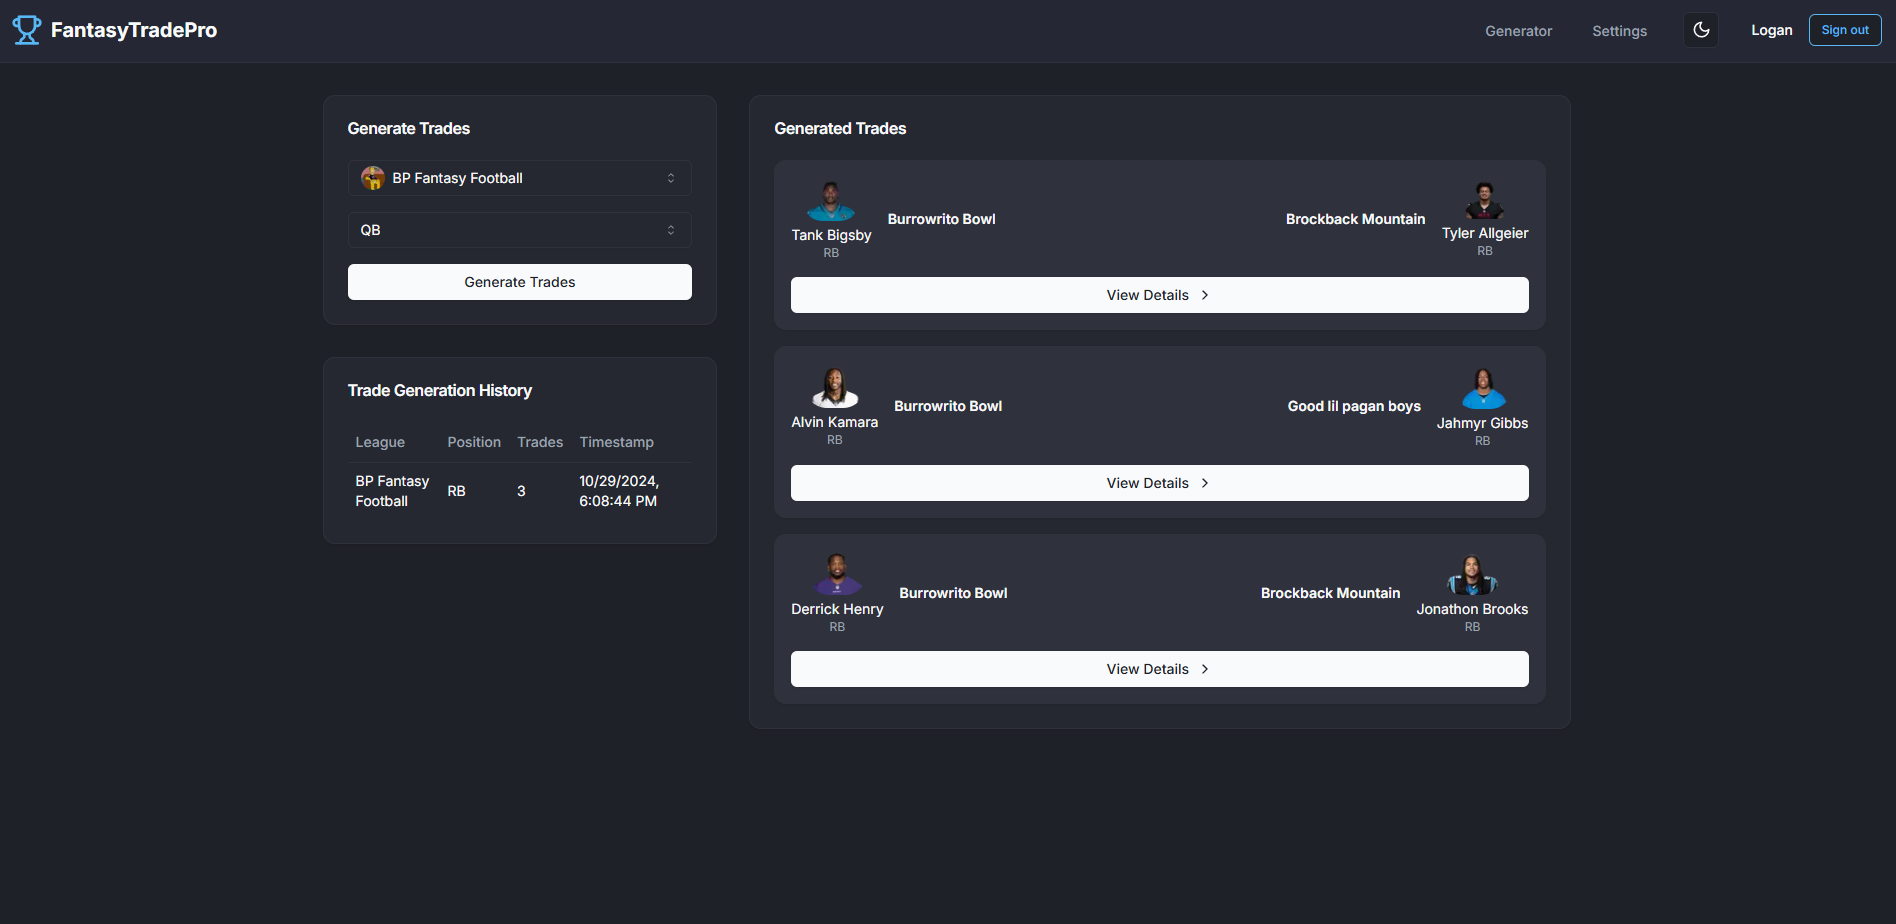 FantasyTradePro
Generator
Settings
Logan
Sign out
Generate Trades
BP Fantasy Football
QB
Generate Trades
Trade Generation History
League Position Trades Timestamp
BP Fantasy
Football
RB
3
10/29/2024,
6:08:44 PM
Generated Trades
Tank Bigsby
RB
Burrowrito Bowl
Brockback Mountain
Tyler Allgeier
RB
View Details
Alvin Kamara
RB
Burrowrito Bowl
Good lil pagan boys
Jahmyr Gibbs
RB
View Details
Derrick Henry
RB
Burrowrito Bowl
Brockback Mountain
Jonathon Brooks
RB
View Details